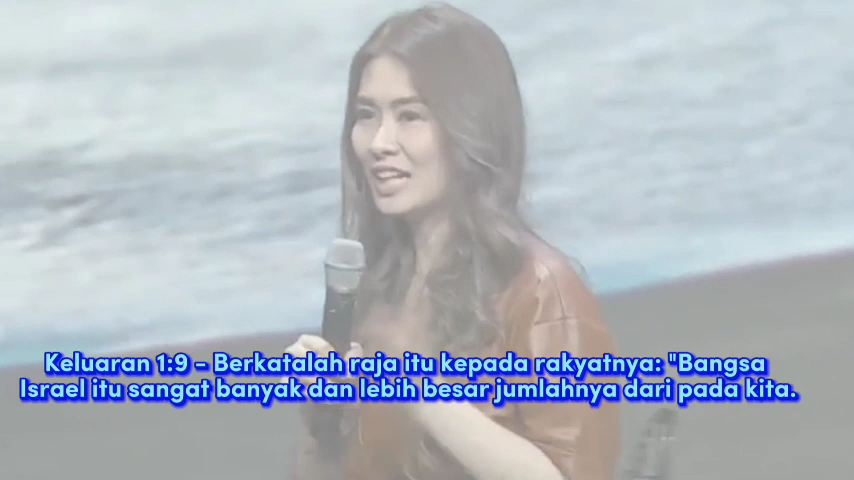 Keluaran 1:9 - Berkatalah raja itu kepada rakyatnya: "Bangsa
Israel itu sangat banyak dan lebih besar jumlahnya dari pada kita.